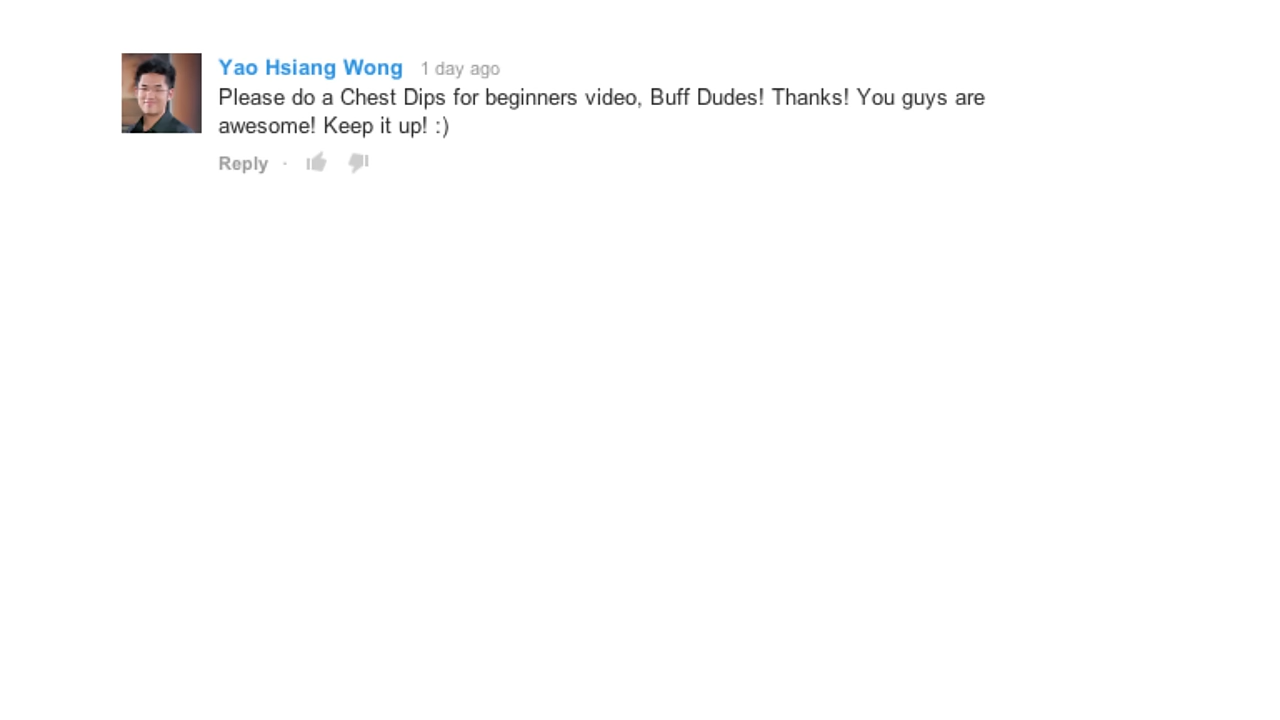 Yao Hsiang Wong 1 day ago
Please do a Chest Dips for beginners video, Buff Dudes! Thanks! You guys are
awesome! Keep it up! :)
Reply ·